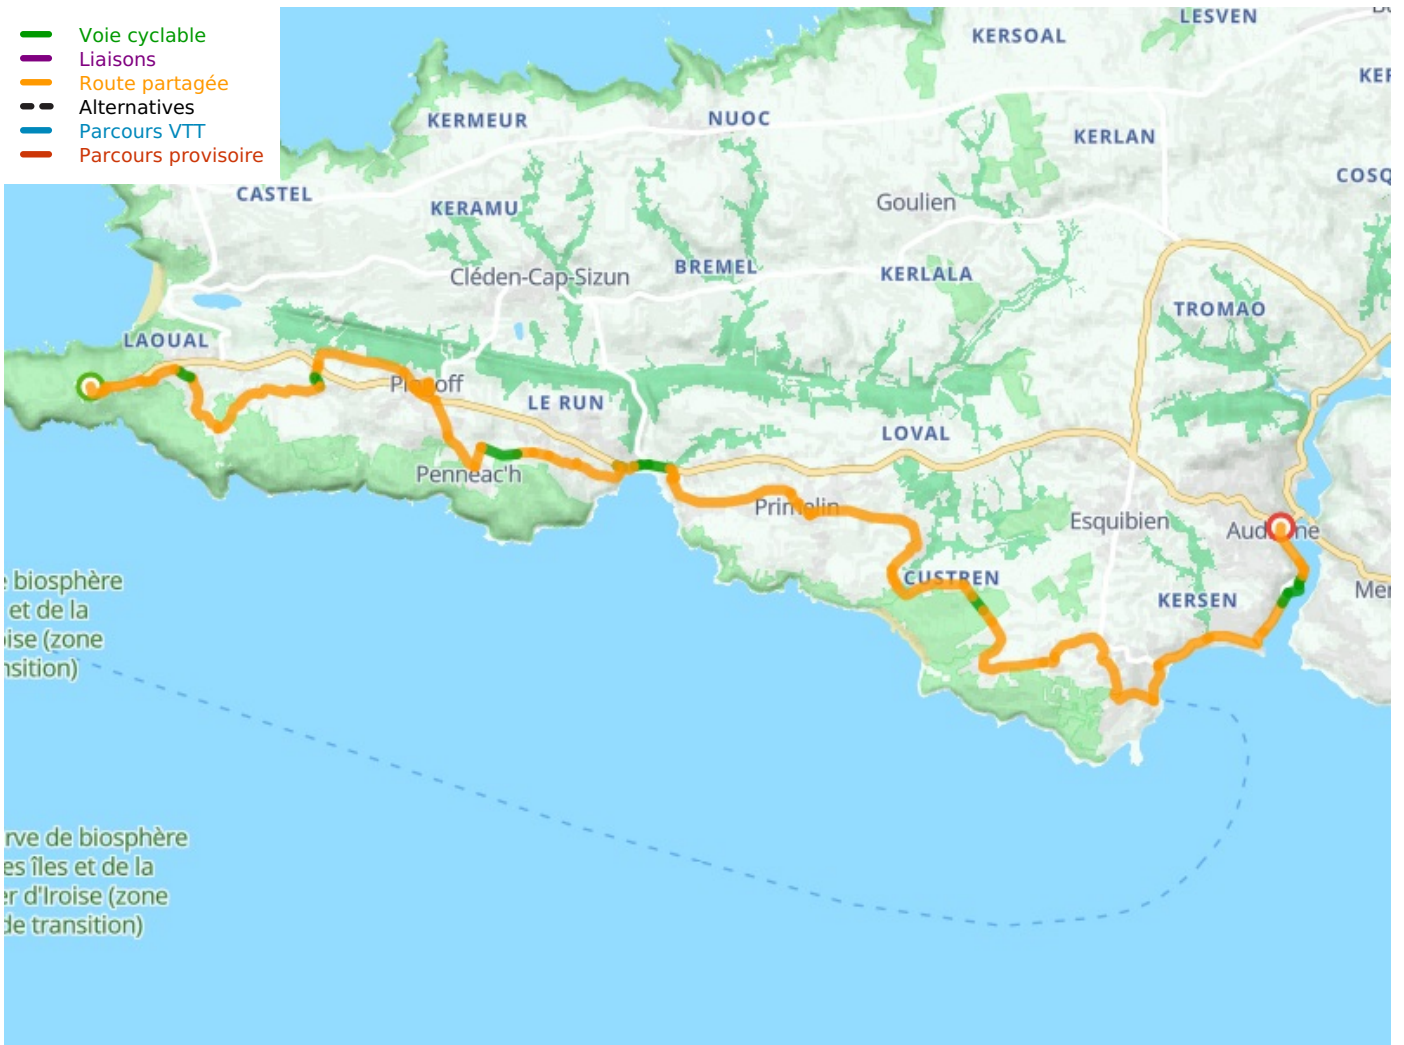 Voie cyclable
Liaisons
Route partagée
Alternatives
Parcours VTT
Parcours provisoire
LESVEN
KERSOAL
KERMEUR
NUOC
KERLAN
CASTEL
KERAMU
Goulien
COSQ
Cléden-Cap-Sizun
BREMEL
KERLALA
TROMAO
LAOUAL
LE RUN
LOVAL
Penneac'h
Esquibien
CUSTREN
KERSEN
biosphère
et de la
(zone
nsition)
rve de biosphère
es îles et de la
er d'Iroise (zone
de transition)